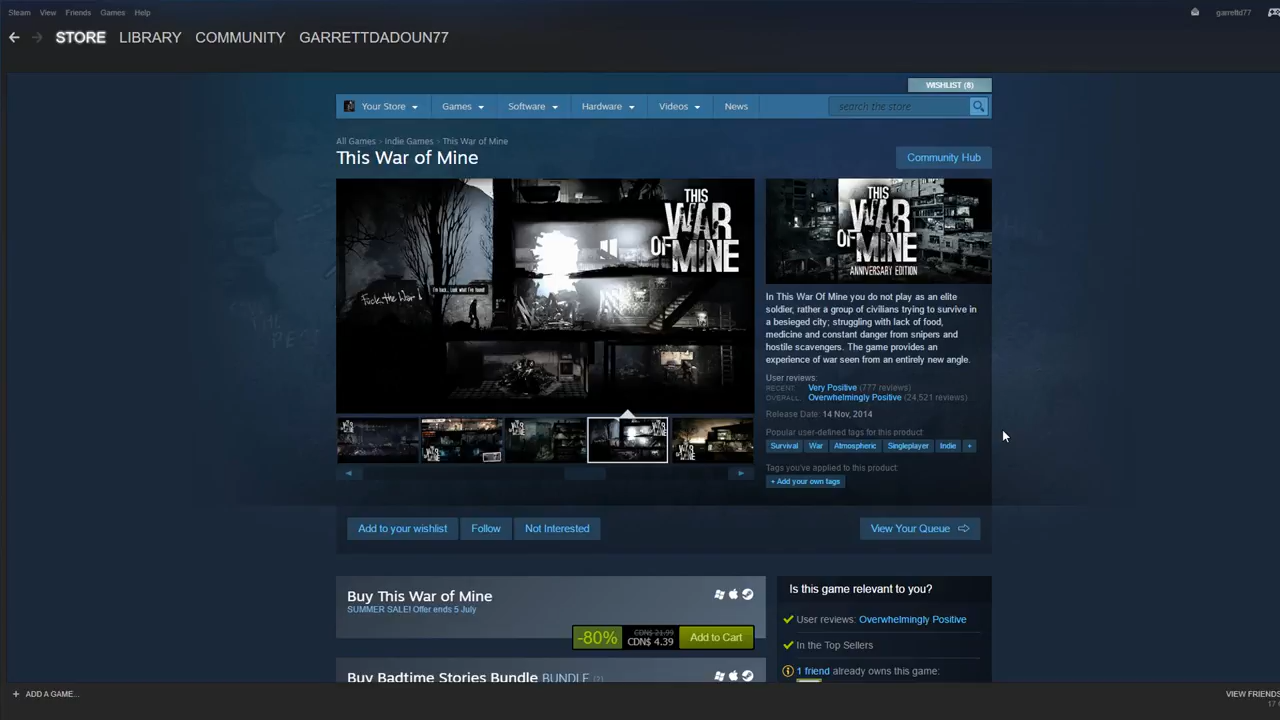 Steam View Friends Games Help garrettd77
STORE LIBRARY COMMUNITY GARRETTDADOUN77
WISHLIST (8)
Your Store Games Software Hardware Videos News search the store
All Games > Indie Games > This War of Mine
This War of Mine
Community Hub
THIS
WAR
OF MINE
Fuck the War
THIS
WAR
OF MINE
ANNIVERSARY EDITION
In This War Of Mine you do not play as an elite
soldier, rather a group of civilians trying to survive in
a besieged city; struggling with lack of food,
medicine and constant danger from snipers and
hostile scavengers. The game provides an
experience of war seen from an entirely new angle.
User reviews:
RECENT: Very Positive (777 reviews)
OVERALL: Overwhelmingly Positive (24,521 reviews)
Release Date: 14 Nov, 2014
Popular user-defined tags for this product:
Survival War Atmospheric Singleplayer Indie +
Tags you've applied to this product:
+ Add your own tags
Add to your wishlist Follow Not Interested View Your Queue
Buy This War of Mine
SUMMER SALE! Offer ends 5 July
-80% CDN$ 21.99 CDN$ 4.39 Add to Cart
Buy Badtime Stories Bundle BUNDLE (?)
Is this game relevant to you?
User reviews: Overwhelmingly Positive
In the Top Sellers
1 friend already owns this game:
+ ADD A GAME...
VIEW FRIENDS